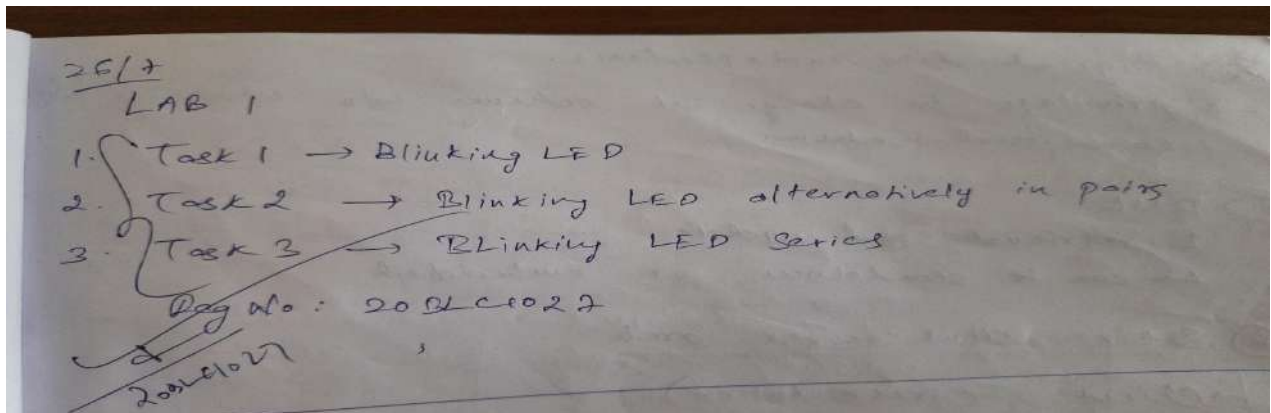 26/7
LAB 1
1. Task 1 → Blinking LED
2. Task 2 → Blinking LED alternatively in pairs
3. Task 3 → BLinking LED Series
Reg No : 20BLC1027
20BLC1027